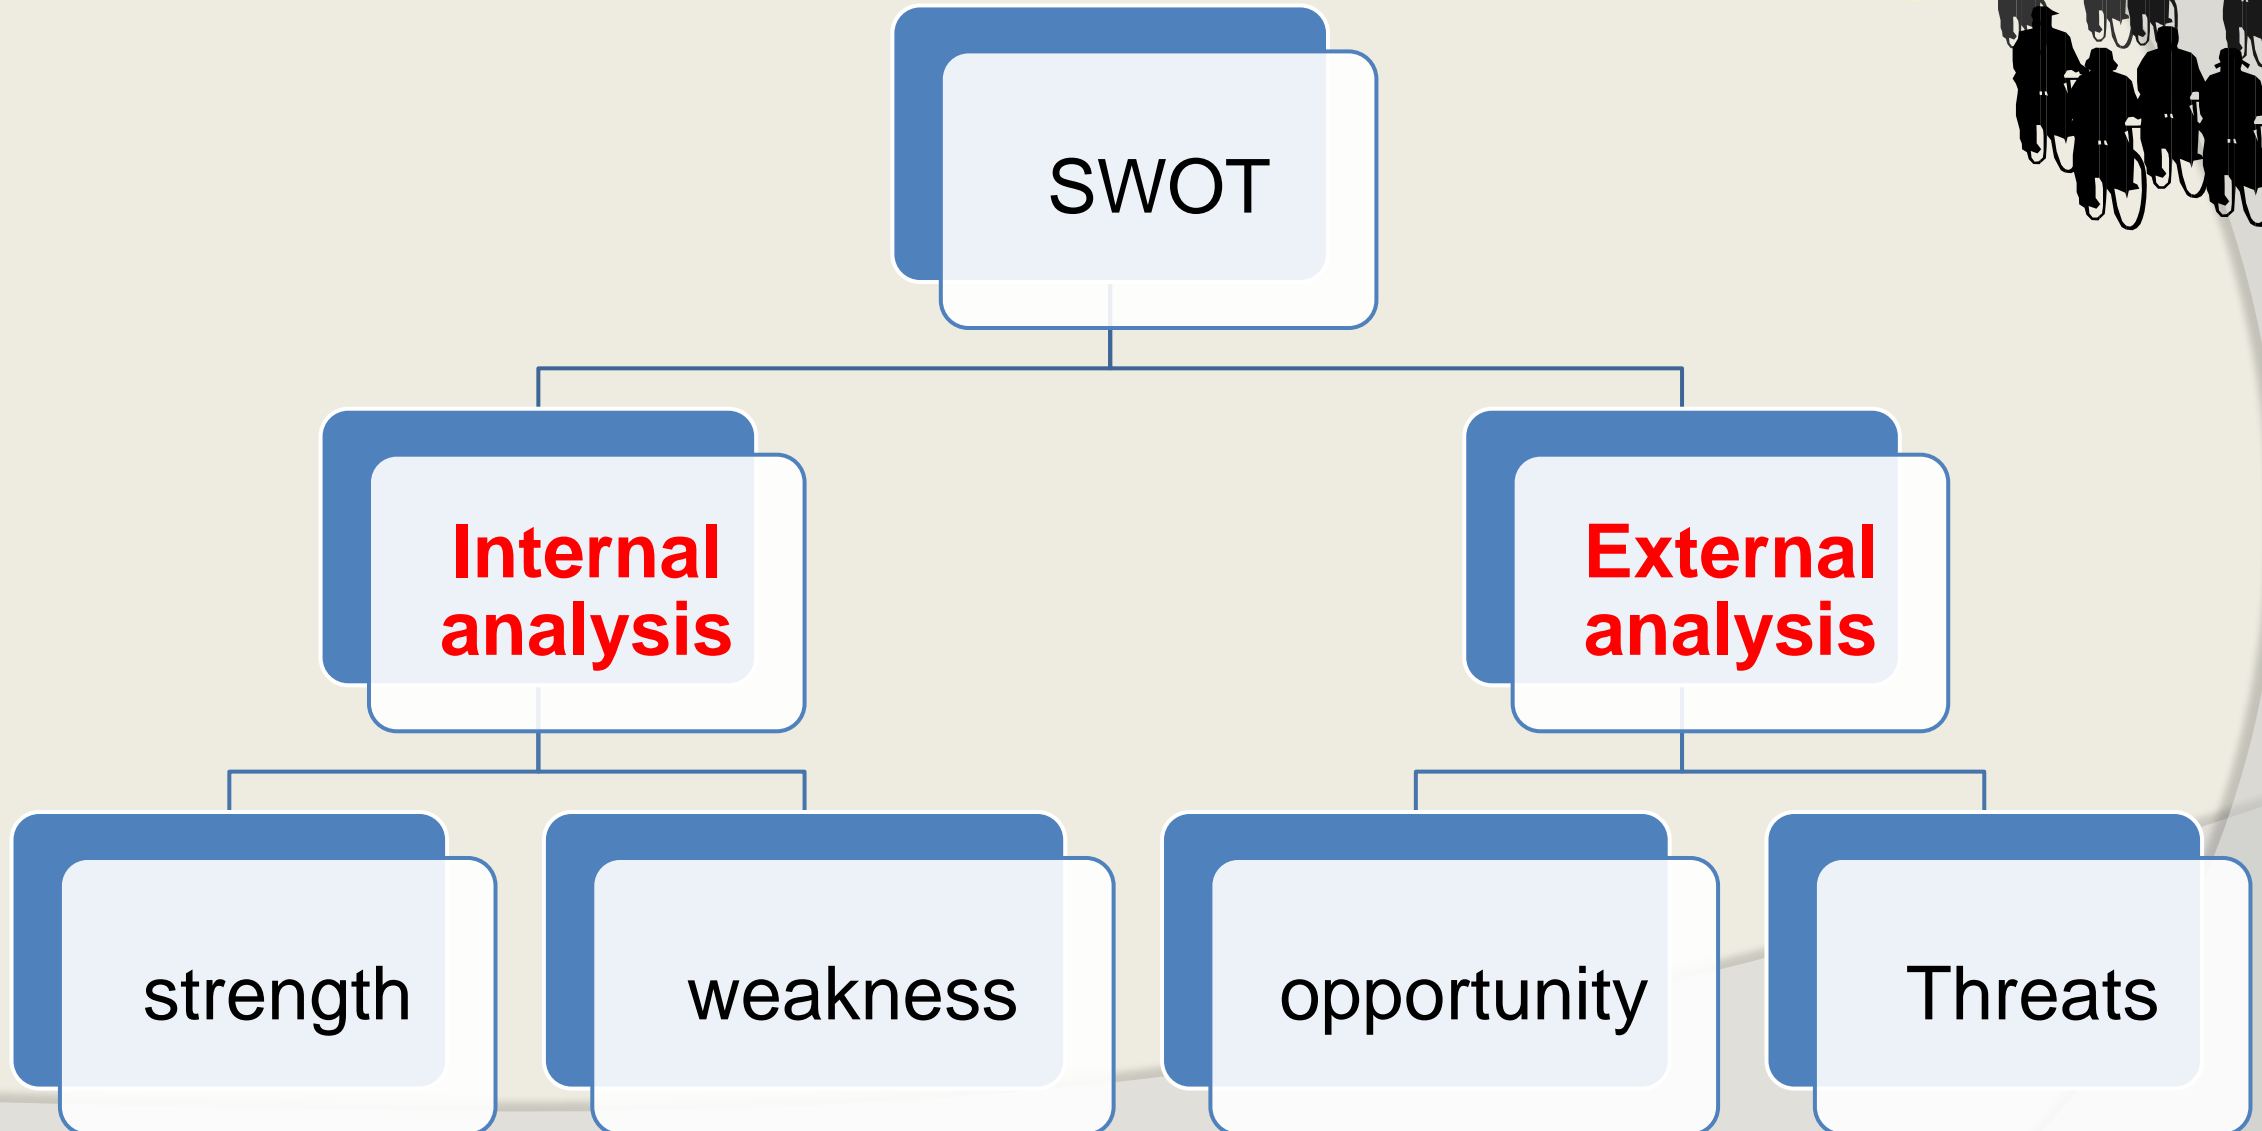 SWOT
Internal
analysis
External
analysis
strength
weakness
opportunity
Threats